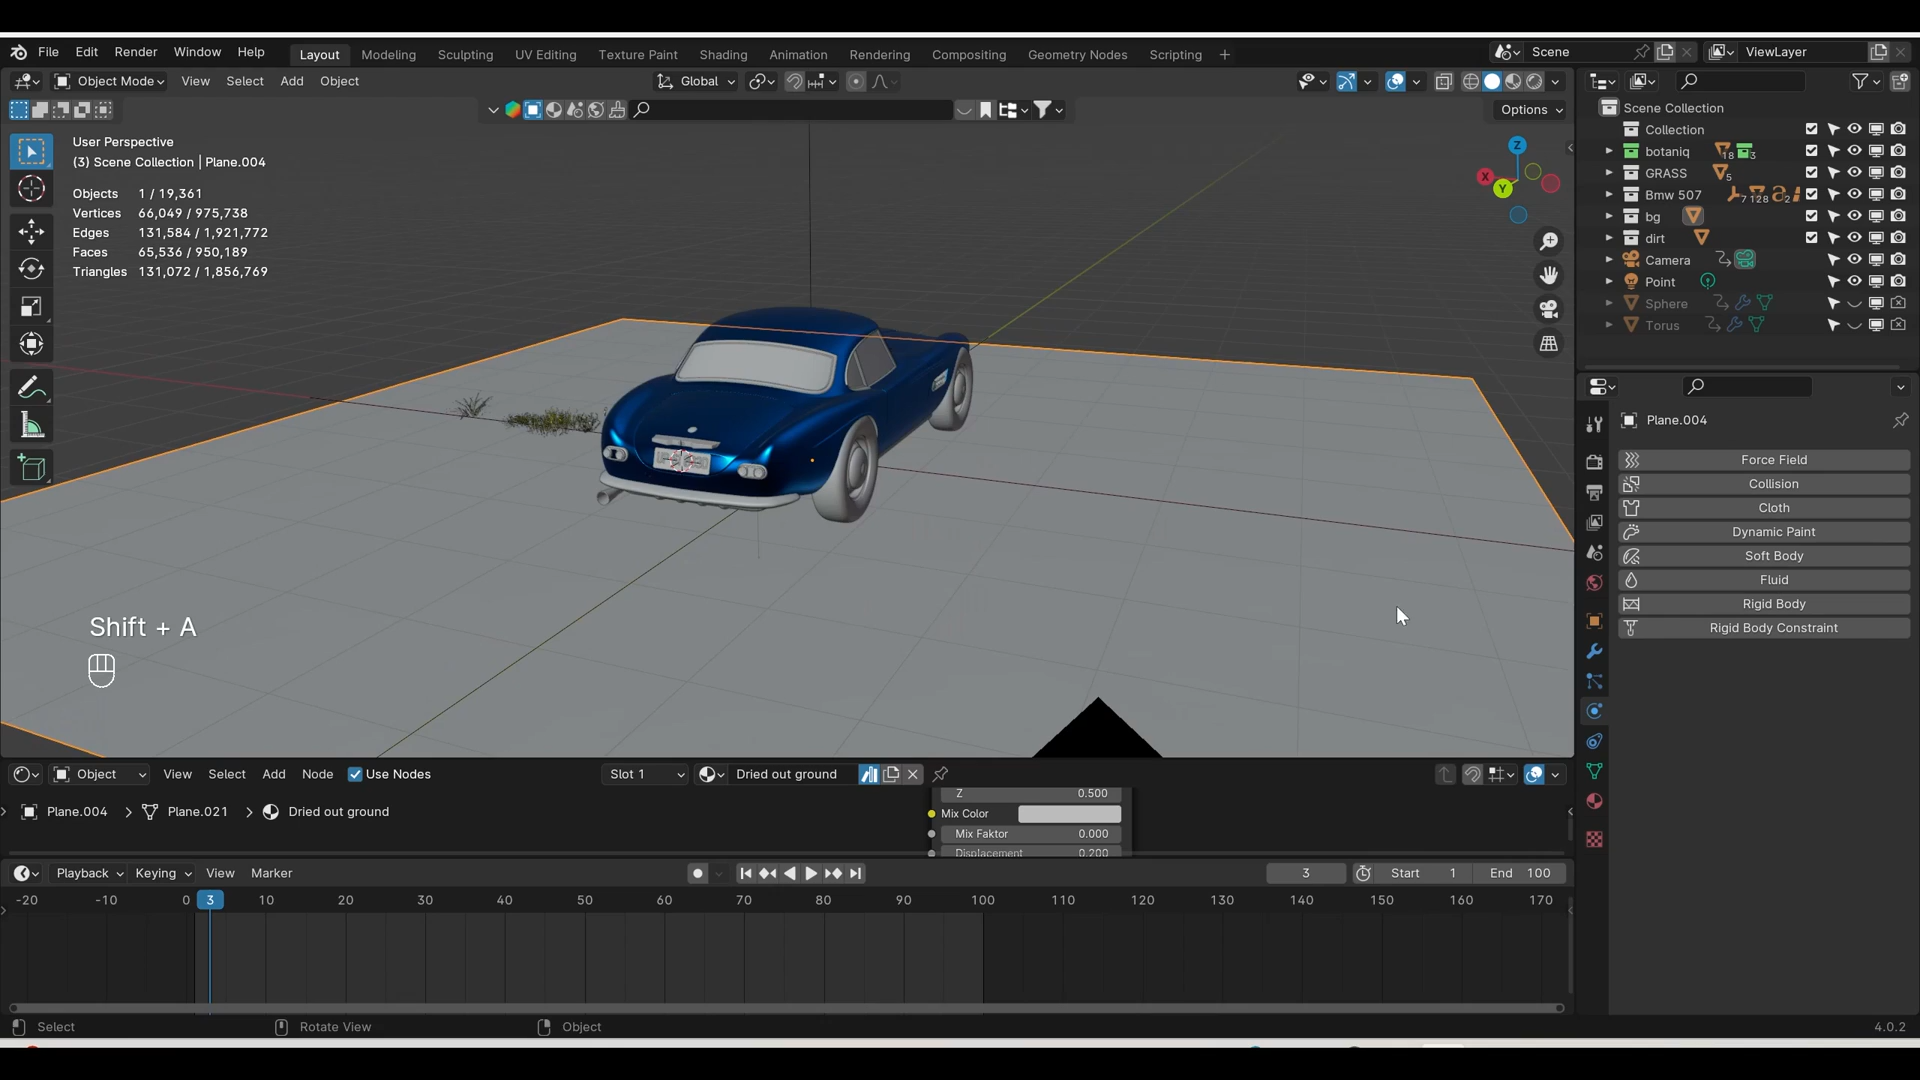 File Edit Render Window Help Layout Modeling Sculpting UV Editing Texture Paint Shading Animation Rendering Compositing Geometry Nodes Scripting + Scene ViewLayer
Object Mode View Select Add Object Global
Options
User Perspective
(3) Scene Collection | Plane.004
Objects 1 / 19,361
Vertices 66,049 / 975,738
Edges 131,584 / 1,921,772
Faces 65,536 / 950,189
Triangles 131,072 / 1,856,769
Z
X
Y
Shift + A
Scene Collection
Collection
botaniq 18 3
GRASS 5
Bmw 507 7 128 2
bg
dirt
Camera
Point
Sphere
Torus
Plane.004
Force Field
Collision
Cloth
Dynamic Paint
Soft Body
Fluid
Rigid Body
Rigid Body Constraint
Object View Select Add Node Use Nodes Slot 1 Dried out ground
Plane.004 > Plane.021 > Dried out ground
Z 0.500
Mix Color
Mix Faktor 0.000
Displacement 0.200
Playback Keying View Marker 3 Start 1 End 100
-20 -10 0 3 10 20 30 40 50 60 70 80 90 100 110 120 130 140 150 160 170
Select Rotate View Object 4.0.2